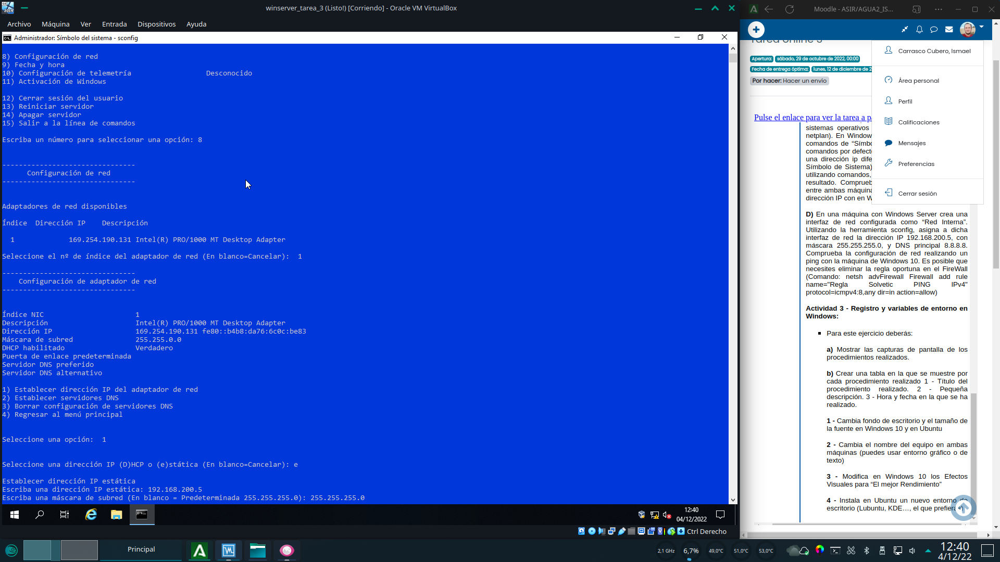 winserver_tarea_3 (Listo!) [Corriendo] - Oracle VM VirtualBox
Archivo Máquina Ver Entrada Dispositivos Ayuda
Administrador: Símbolo del sistema - sconfig
8) Configuración de red
9) Fecha y hora
10) Configuración de telemetría Desconocido
11) Activación de Windows
12) Cerrar sesión del usuario
13) Reiniciar servidor
14) Apagar servidor
15) Salir a la línea de comandos
Escriba un número para seleccionar una opción: 8
--------------------------------
Configuración de red
--------------------------------
Adaptadores de red disponibles
Índice Dirección IP Descripción
1 169.254.190.131 Intel(R) PRO/1000 MT Desktop Adapter
Seleccione el nº de índice del adaptador de red (En blanco=Cancelar): 1
--------------------------------
Configuración de adaptador de red
--------------------------------
Índice NIC 1
Descripción Intel(R) PRO/1000 MT Desktop Adapter
Dirección IP 169.254.190.131 fe80::b4b8:da76:6c0c:be83
Máscara de subred 255.255.0.0
DHCP habilitado Verdadero
Puerta de enlace predeterminada
Servidor DNS preferido
Servidor DNS alternativo
1) Establecer dirección IP del adaptador de red
2) Establecer servidores DNS
3) Borrar configuración de servidores DNS
4) Regresar al menú principal
Seleccione una opción: 1
Seleccione una dirección IP (D)HCP o (e)stática (En blanco=Cancelar): e
Establecer dirección IP estática
Escriba una dirección IP estática: 192.168.200.5
Escriba una máscara de subred (En blanco = Predeterminada 255.255.255.0): 255.255.255.0
12:40
04/12/2022
Ctrl Derecho
Moodle - ASIR/AGUA2_IS...
Tarea online 3
Apertura: sábado, 29 de octubre de 2022, 00:00
Fecha de entrega óptima: lunes, 12 de diciembre de 2
Por hacer: Hacer un envío
Carrasco Cubero, Ismael
Área personal
Perfil
Calificaciones
Mensajes
Preferencias
Cerrar sesión
Pulse el enlace para ver la tarea a p
sistemas operativos
netplan). En Window
comandos de “Símbo
comandos por defect
una dirección ip dife
Símbolo de Sistema)
utilizando comandos,
resultado. Comprueb
entre ambas máquina
dirección IP con en W
D) En una máquina con Windows Server crea una
interfaz de red configurada como “Red Interna”.
Utilizando la herramienta sconfig, asigna a dicha
interfaz de red la dirección IP 192.168.200.5, con
máscara 255.255.255.0, y DNS principal 8.8.8.8.
Comprueba la configuración de red realizando un
ping con la máquina de Windows 10. Es posible que
necesites eliminar la regla oportuna en el FireWall
(Comando: netsh advFirewall Firewall add rule
name="Regla Solvetic PING IPv4"
protocol=icmpv4:8,any dir=in action=allow)
Actividad 3 - Registro y variables de entorno en
Windows:
Para este ejercicio deberás:
a) Mostrar las capturas de pantalla de los
procedimientos realizados.
b) Crear una tabla en la que se muestre por
cada procedimiento realizado 1 - Título del
procedimiento realizado. 2 - Pequeña
descripción. 3 - Hora y fecha en la que se ha
realizado.
1 - Cambia fondo de escritorio y el tamaño de
la fuente en Windows 10 y en Ubuntu
2 - Cambia el nombre del equipo en ambas
máquinas (puedes usar entorno gráfico o de
texto)
3 - Modifica en Windows 10 los Efectos
Visuales para “El mejor Rendimiento”
4 - Instala en Ubuntu un nuevo entorno de
escritorio (Lubuntu, KDE…, el que prefieras)
Principal
2,1 GHz 6,7% 49,0°C 51,0°C 53,0°C
12:40
4/12/22